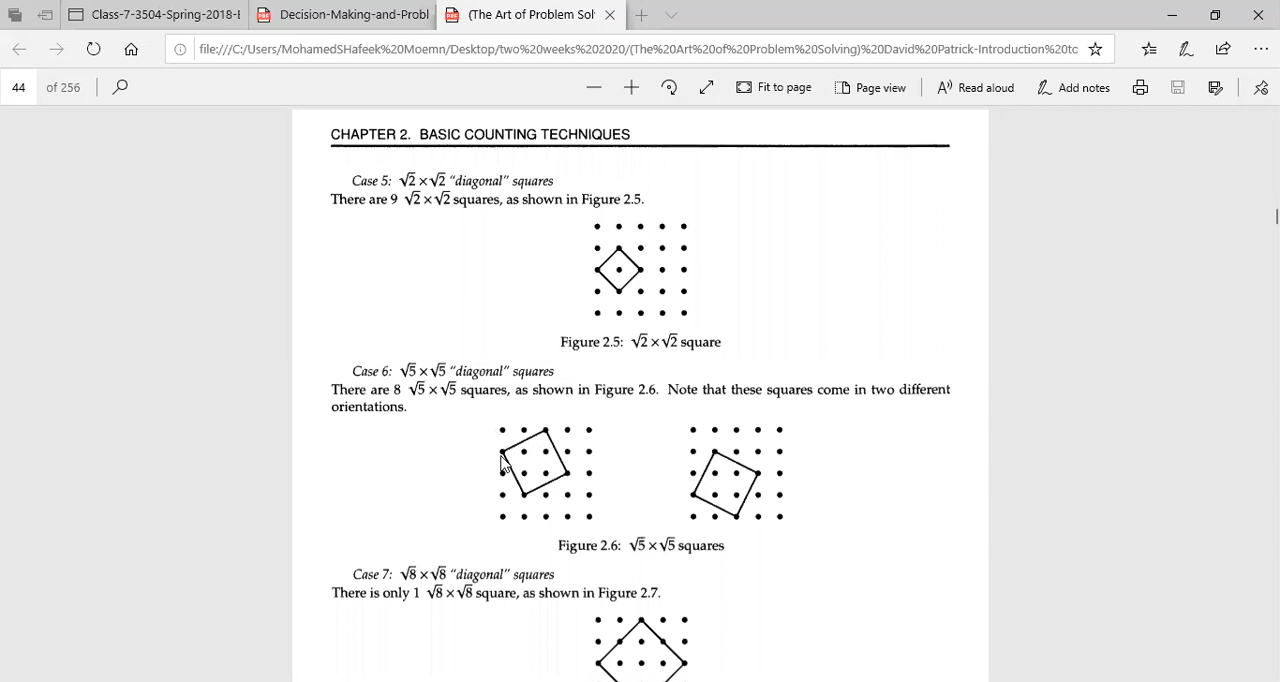 Class-7-3504-Spring-2018-E
Decision-Making-and-Probl
(The Art of Problem Solv
file:///C:/Users/MohamedSHafeek%20Moemn/Desktop/two%20weeks%202020/(The%20Art%20of%20Problem%20Solving)%20David%20Patrick-Introduction%20tc
44 of 256
Fit to page
Page view
Read aloud
Add notes
CHAPTER 2. BASIC COUNTING TECHNIQUES
Case 5: √2 × √2 “diagonal” squares
There are 9 √2 × √2 squares, as shown in Figure 2.5.
Figure 2.5: √2 × √2 square
Case 6: √5 × √5 “diagonal” squares
There are 8 √5 × √5 squares, as shown in Figure 2.6. Note that these squares come in two different
orientations.
Figure 2.6: √5 × √5 squares
Case 7: √8 × √8 “diagonal” squares
There is only 1 √8 × √8 square, as shown in Figure 2.7.